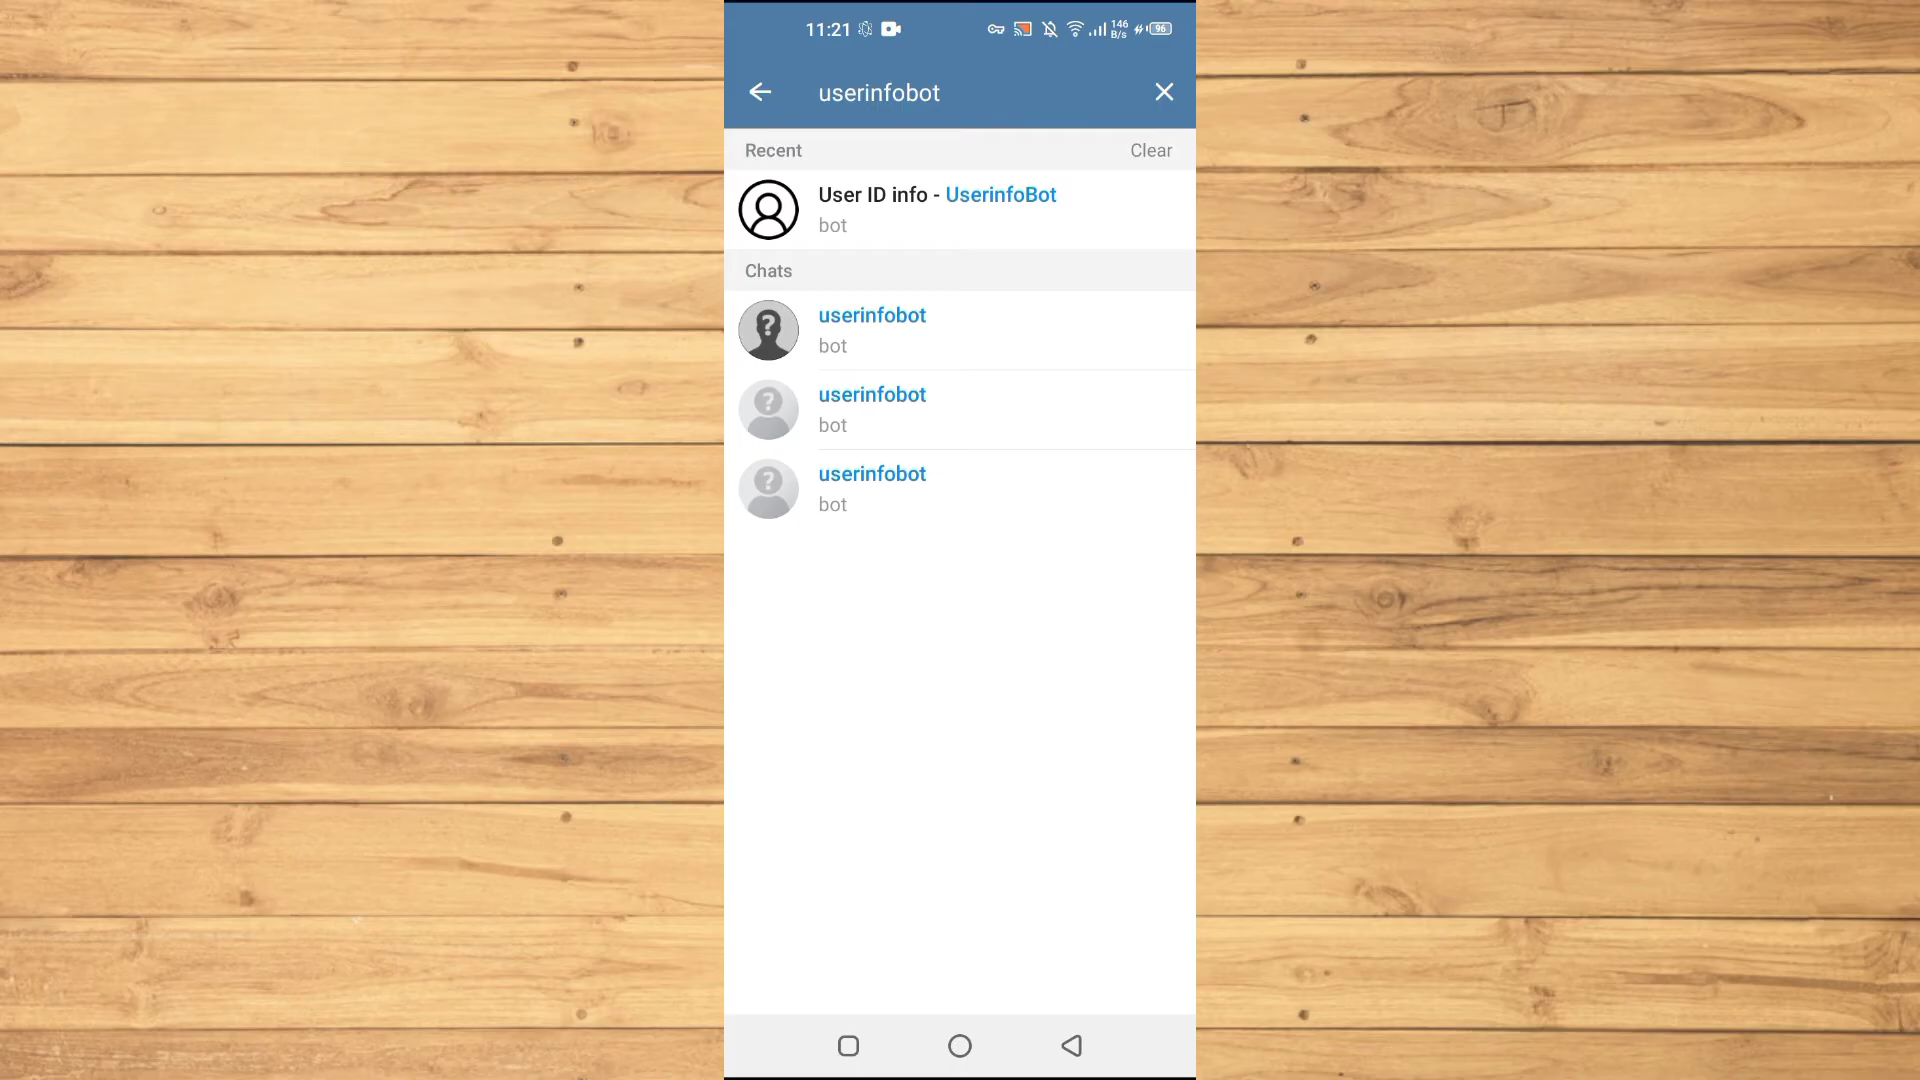 11:21 146 B/s 96
userinfobot
Recent Clear
User ID info - UserinfoBot
bot
Chats
userinfobot
bot
userinfobot
bot
userinfobot
bot